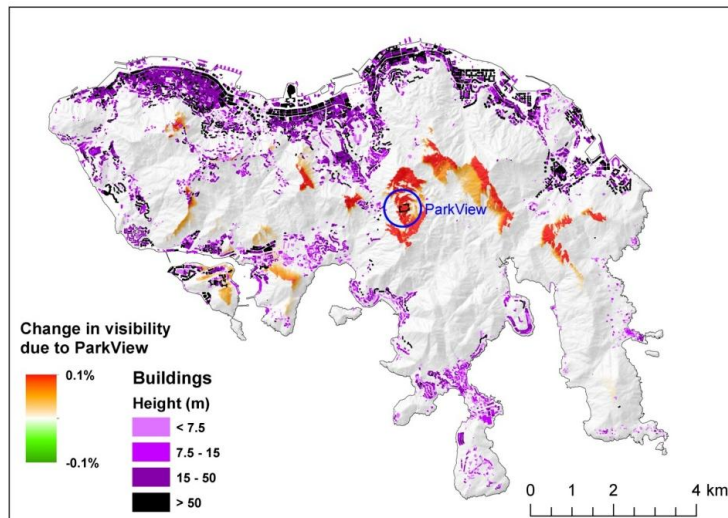 ParkView
Change in visibility
due to ParkView
0.1%
-0.1%
Buildings
Height (m)
< 7.5
7.5 - 15
15 - 50
> 50
0 1 2 4 km